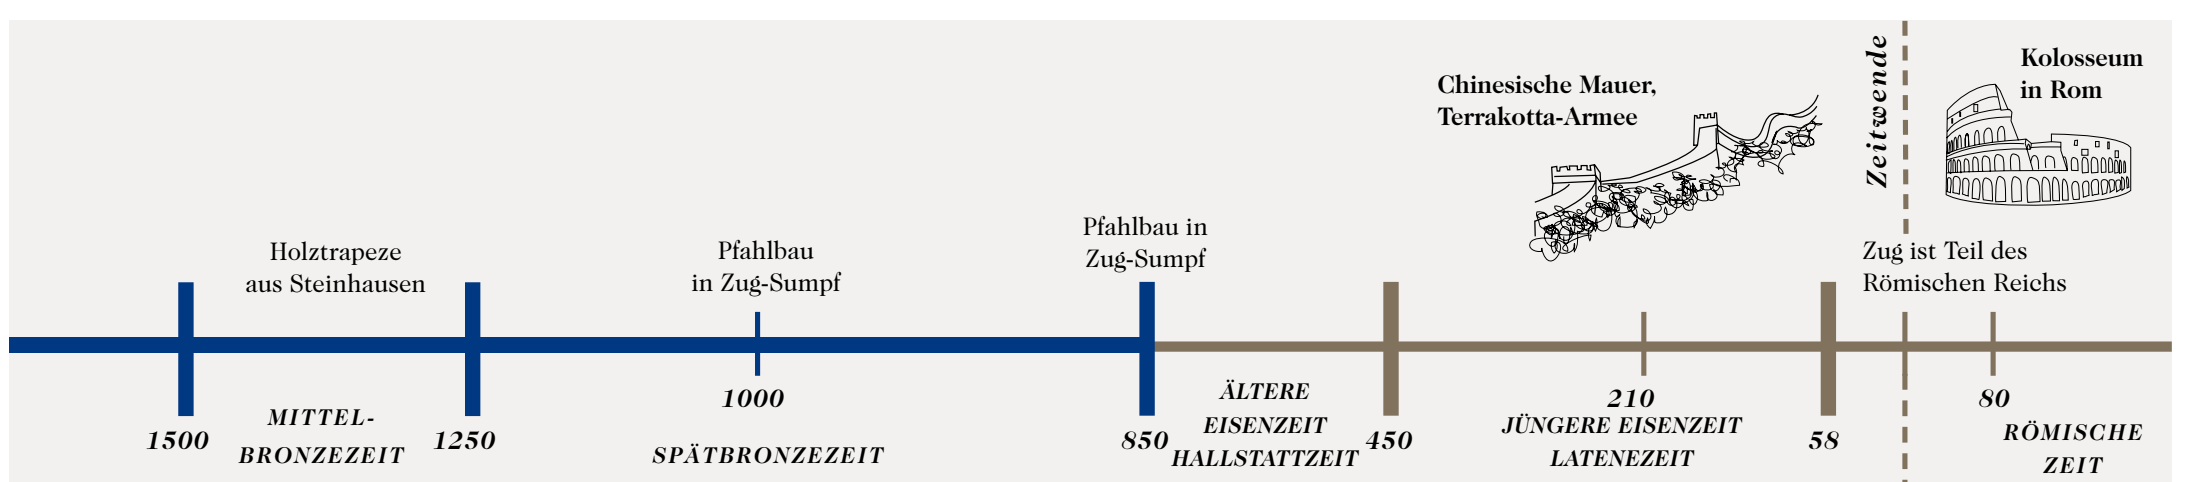 Holztrapeze
aus Steinhausen
Pfahlbau
in Zug-Sumpf
Pfahlbau in
Zug-Sumpf
Chinesische Mauer,
Terrakotta-Armee
Zeitwende
Kolosseum
in Rom
Zug ist Teil des
Römischen Reichs
1500
MITTEL-
BRONZEZEIT
1250
1000
SPÄTBRONZEZEIT
850
ÄLTERE
EISENZEIT
HALLSTATTZEIT
450
210
JÜNGERE EISENZEIT
LATENEZEIT
58
80
RÖMISCHE
ZEIT